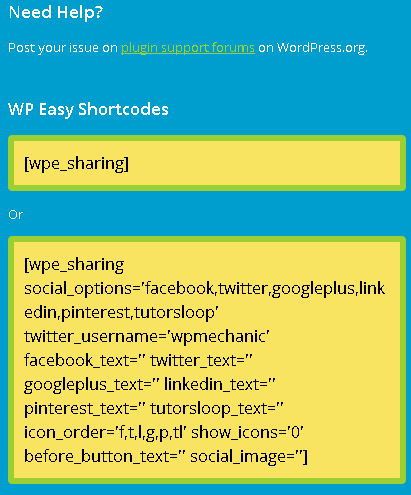 Need Help?
Post your issue on plugin support forums on WordPress.org.
WP Easy Shortcodes
[wpe_sharing]
Or
[wpe_sharing
social_options=’facebook,twitter,googleplus,link
edin,pinterest,tutorsloop’
twitter_username=’wpmechanic’
facebook_text=” twitter_text=”
googleplus_text=” linkedin_text=”
pinterest_text=” tutorsloop_text=”
icon_order=’f,t,l,g,p,tl’ show_icons=’0’
before_button_text=” social_image=”]